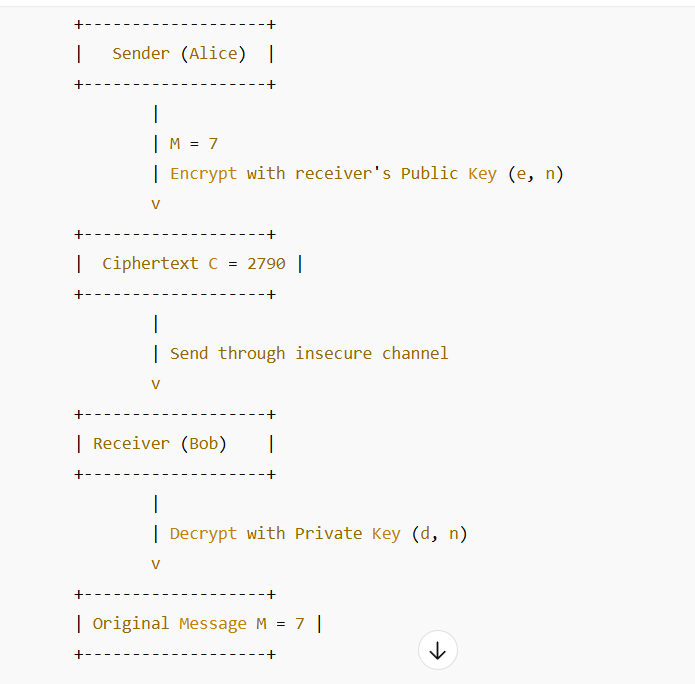 +-------------------+
|   Sender (Alice)  |
+-------------------+
        |
        | M = 7
        | Encrypt with receiver's Public Key (e, n)
        v
+-------------------+
|  Ciphertext C = 2790 |
+-------------------+
        |
        | Send through insecure channel
        v
+-------------------+
| Receiver (Bob)    |
+-------------------+
        |
        | Decrypt with Private Key (d, n)
        v
+-------------------+
| Original Message M = 7 |
+-------------------+